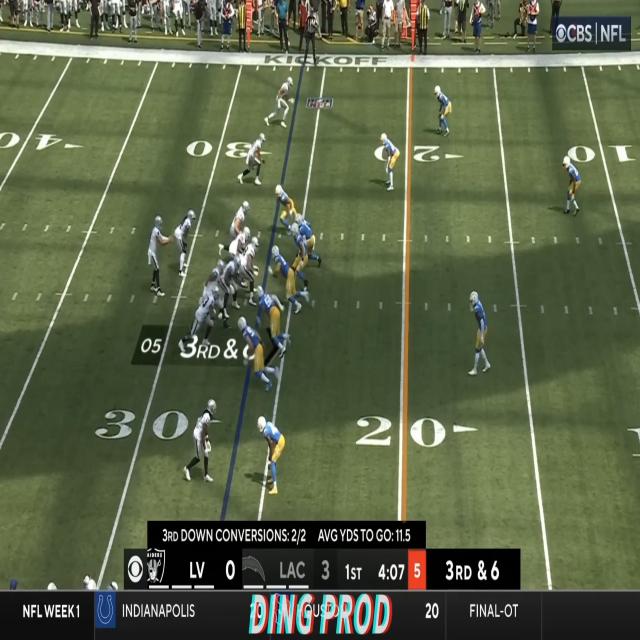 CBS NFL
KICKOFF
40 30 20 10
05 3RD & 6
30 20
3RD DOWN CONVERSIONS: 2/2 AVG YDS TO GO: 11.5
RAIDERS LV 0 LAC 3 1ST 4:07 5 3RD & 6
NFL WEEK 1 INDIANAPOLIS 20 FINAL-OT
DING PROD